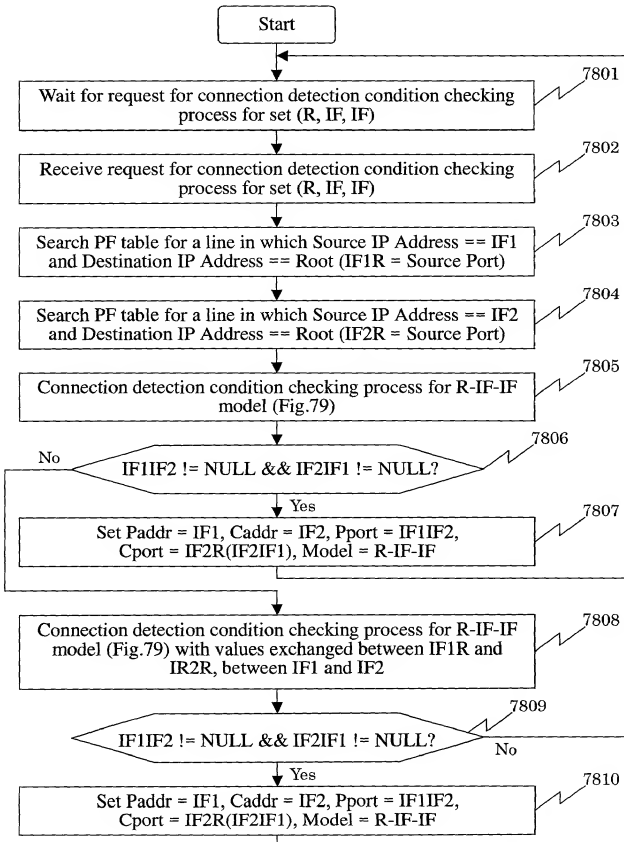 Start
7801
Wait for request for connection detection condition checking
process for set (R, IF, IF)
7802
Receive request for connection detection condition checking
process for set (R, IF, IF)
7803
Search PF table for a line in which Source IP Address == IF1
and Destination IP Address == Root (IF1R = Source Port)
7804
Search PF table for a line in which Source IP Address == IF2
and Destination IP Address == Root (IF2R = Source Port)
7805
Connection detection condition checking process for R-IF-IF
model (Fig.79)
7806
No
IF1IF2 != NULL && IF2IF1 != NULL?
Yes
7807
Set Paddr = IF1, Caddr = IF2, Pport = IF1IF2,
Cport = IF2R(IF2IF1), Model = R-IF-IF
7808
Connection detection condition checking process for R-IF-IF
model (Fig.79) with values exchanged between IF1R and
IR2R, between IF1 and IF2
7809
IF1IF2 != NULL && IF2IF1 != NULL?
No
Yes
7810
Set Paddr = IF1, Caddr = IF2, Pport = IF1IF2,
Cport = IF2R(IF2IF1), Model = R-IF-IF